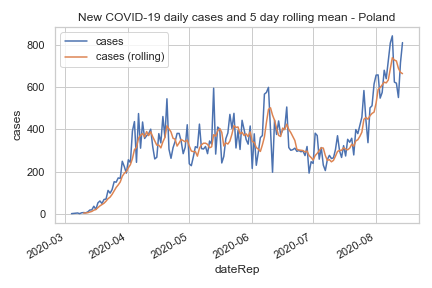 New COVID-19 daily cases and 5 day rolling mean - Poland
cases
cases (rolling)
800
600
400
200
0
cases
2020-03
2020-04
2020-05
2020-06
2020-07
2020-08
dateRep